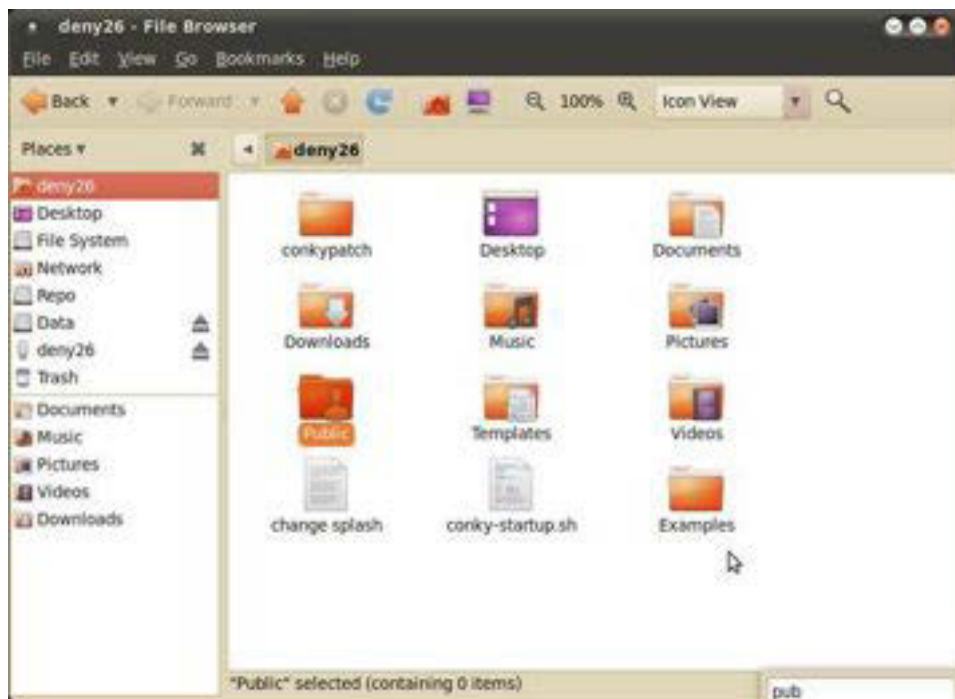 deny26 - File Browser
File Edit View Go Bookmarks Help
Back Forward 100% Icon View
Places deny26
deny26
Desktop
File System
Network
Repo
Data
deny26
Trash
Documents
Music
Pictures
Videos
Downloads
conkypatch Desktop Documents
Downloads Music Pictures
Public Templates Videos
change splash conky-startup.sh Examples
"Public" selected (containing 0 items)
pub